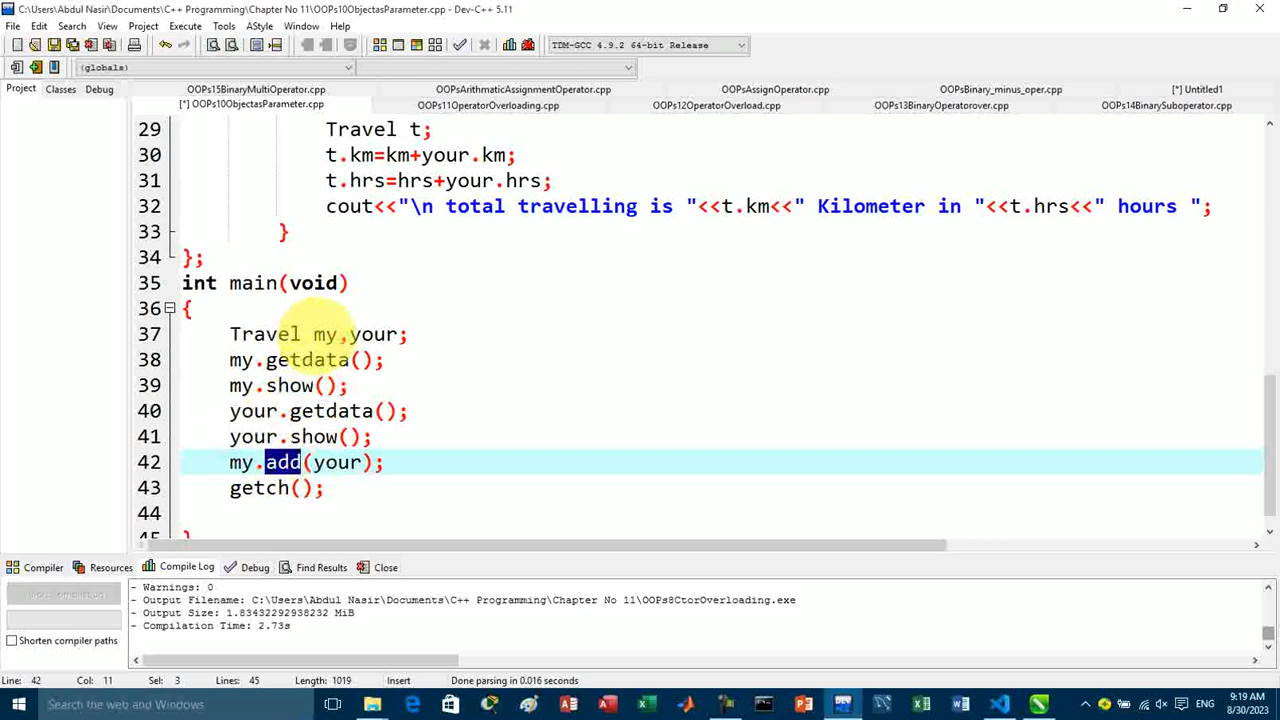 C:\Users\Abdul Nasir\Documents\C++ Programming\Chapter No 11\OOPs10ObjectasParameter.cpp - Dev-C++ 5.11
File Edit Search View Project Execute Tools AStyle Window Help
TDM-GCC 4.9.2 64-bit Release
(globals)
Project Classes Debug
OOPs15BinaryMultiOperator.cpp OOPsArithmaticAssignmentOperator.cpp OOPsAssignOperator.cpp OOPsBinary_minus_oper.cpp [*] Untitled1
[*] OOPs10ObjectasParameter.cpp OOPs11OperatorOverloading.cpp OOPs12OperatorOverload.cpp OOPs13BinaryOperatorover.cpp OOPs14BinarySuboperator.cpp
29 Travel t;
30 t.km=km+your.km;
31 t.hrs=hrs+your.hrs;
32 cout<<"\n total travelling is "<<t.km<<" Kilometer in "<<t.hrs<<" hours ";
33 }
34 };
35 int main(void)
36 {
37 Travel my,your;
38 my.getdata();
39 my.show();
40 your.getdata();
41 your.show();
42 my.add(your);
43 getch();
44
45 }
Compiler Resources Compile Log Debug Find Results Close
- Warnings: 0
- Output Filename: C:\Users\Abdul Nasir\Documents\C++ Programming\Chapter No 11\OOPs8CtorOverloading.exe
- Output Size: 1.83432292938232 MiB
- Compilation Time: 2.73s
Shorten compiler paths
Line: 42 Col: 11 Sel: 3 Lines: 45 Length: 1019 Insert Done parsing in 0.016 seconds
Search the web and Windows
ENG
9:19 AM
8/30/2023